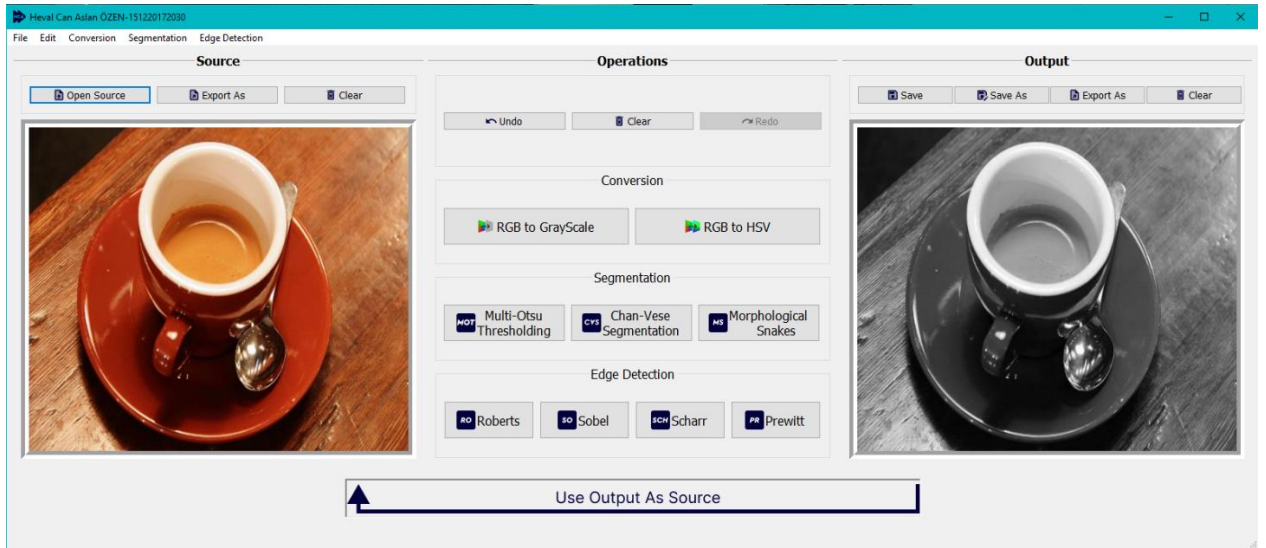 Heval Can Aslan ÖZEN-151220172030
File Edit Conversion Segmentation Edge Detection
Source
Operations
Output
Open Source Export As Clear
Undo Clear Redo
Save Save As Export As Clear
Conversion
RGB to GrayScale RGB to HSV
Segmentation
MOT Multi-Otsu
Thresholding
CVS Chan-Vese
Segmentation
MS Morphological
Snakes
Edge Detection
RO Roberts SO Sobel SCH Scharr PR Prewitt
Use Output As Source